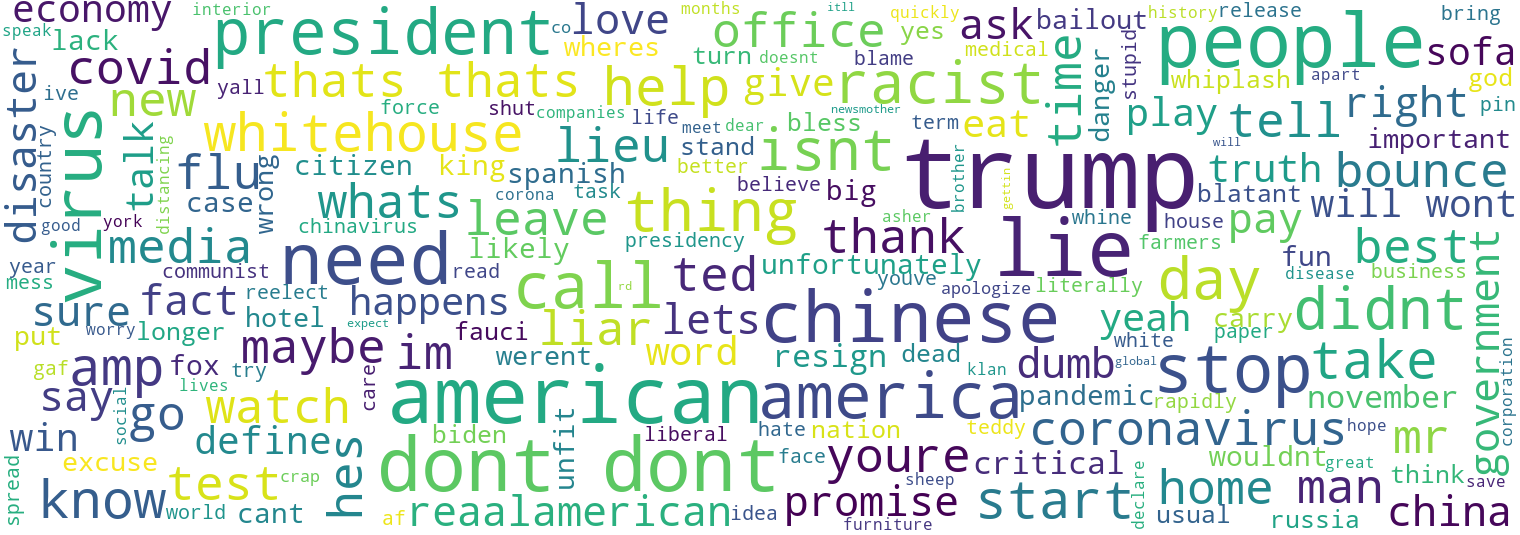 economy
interior
president
co
love
months
itll
quickly
history
release
bring
speak
lack
wheres
office
yes
ask
bailout
people
sofa
covid
yall
thats thats
turn
doesnt
blame
medical
stupid
whiplash
apart
god
disaster
ive
new
force
shut
companies
help
give
racist
time
danger
play
tell
right
pin
virus
country
talk
distancing
whitehouse
life
meet
dear
newsmother
bless
term
eat
important
flu
wrong
citizen
king
lieu
stand
isnt
trump
will
truth
bounce
case
spanish
better
believe
big
brother
gettin
blatant
will wont
good
york
chinavirus
whats
corona
task
leave
thing
asher
whine
house
pay
media
likely
presidency
thank
lie
farmers
best
year
mess
communist
need
read
call
rd
ted
unfortunately
youve
apologize
literally
day
fun
disease
business
government
sure
fact
reelect
hotel
happens
expect
fauci
liar
lets
chinese
yeah
carry
didnt
put
worry
longer
maybe
im
werent
word
resign
dead
white
paper
gaf
amp
fox
try
care
klan
dumb
global
stop
take
corporation
say
social
lives
go
watch
american
america
pandemic
rapidly
november
win
define
hes
biden
unfit
liberal
hate
nation
teddy
coronavirus
hope
mr
excuse
test
crap
dont dont
face
youre
sheep
critical
wouldnt
great
think
save
spread
know
world
cant
af
reaalamerican
idea
promise
furniture
start
declare
home
usual
man
russia
china